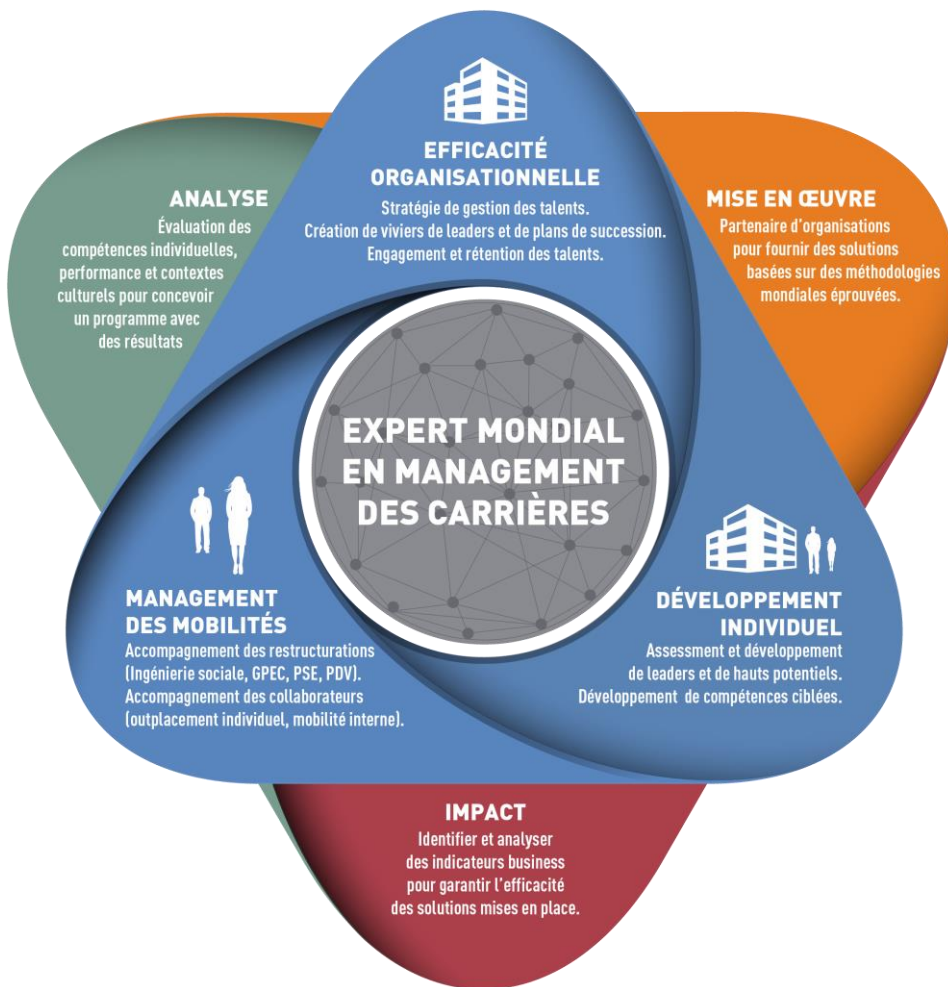 EFFICACITÉ
ORGANISATIONNELLE
Stratégie de gestion des talents.
Création de viviers de leaders et de plans de succession.
Engagement et rétention des talents.
ANALYSE
Évaluation des
compétences individuelles,
performance et contextes
culturels pour concevoir
un programme avec
des résultats
MISE EN ŒUVRE
Partenaire d'organisations
pour fournir des solutions
basées sur des méthodologies
mondiales éprouvées.
EXPERT MONDIAL
EN MANAGEMENT
DES CARRIÈRES
MANAGEMENT
DES MOBILITÉS
Accompagnement des restructurations
(Ingénierie sociale, GPEC, PSE, PDV).
Accompagnement des collaborateurs
(outplacement individuel, mobilité interne).
DÉVELOPPEMENT
INDIVIDUEL
Assessment et développement
de leaders et de hauts potentiels.
Développement de compétences ciblées.
IMPACT
Identifier et analyser
des indicateurs business
pour garantir l'efficacité
des solutions mises en place.